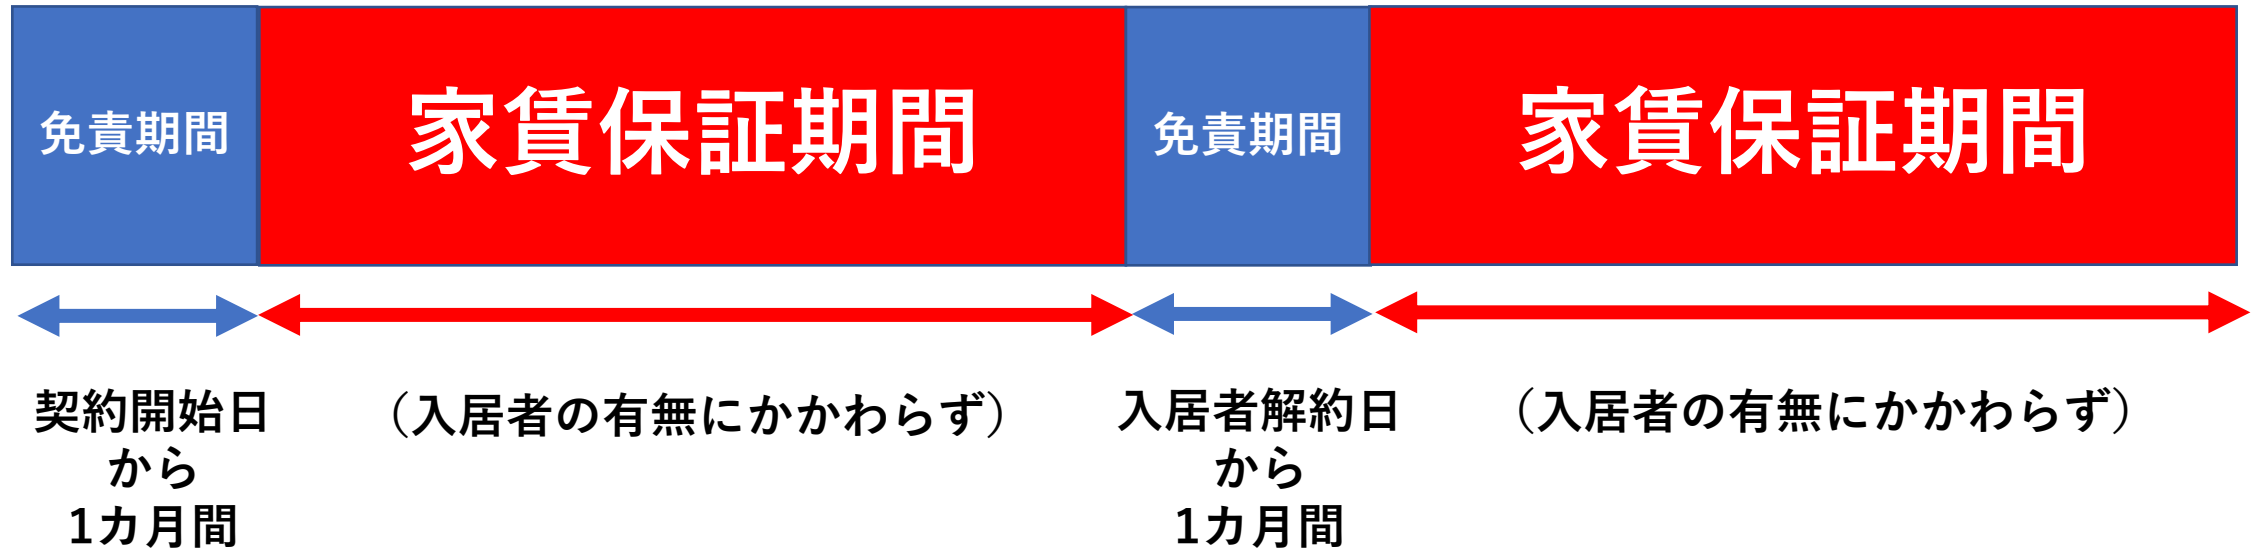 免責期間
家賃保証期間
免責期間
家賃保証期間
契約開始日
から
1カ月間
（入居者の有無にかかわらず）
入居者解約日
から
1カ月間
（入居者の有無にかかわらず）